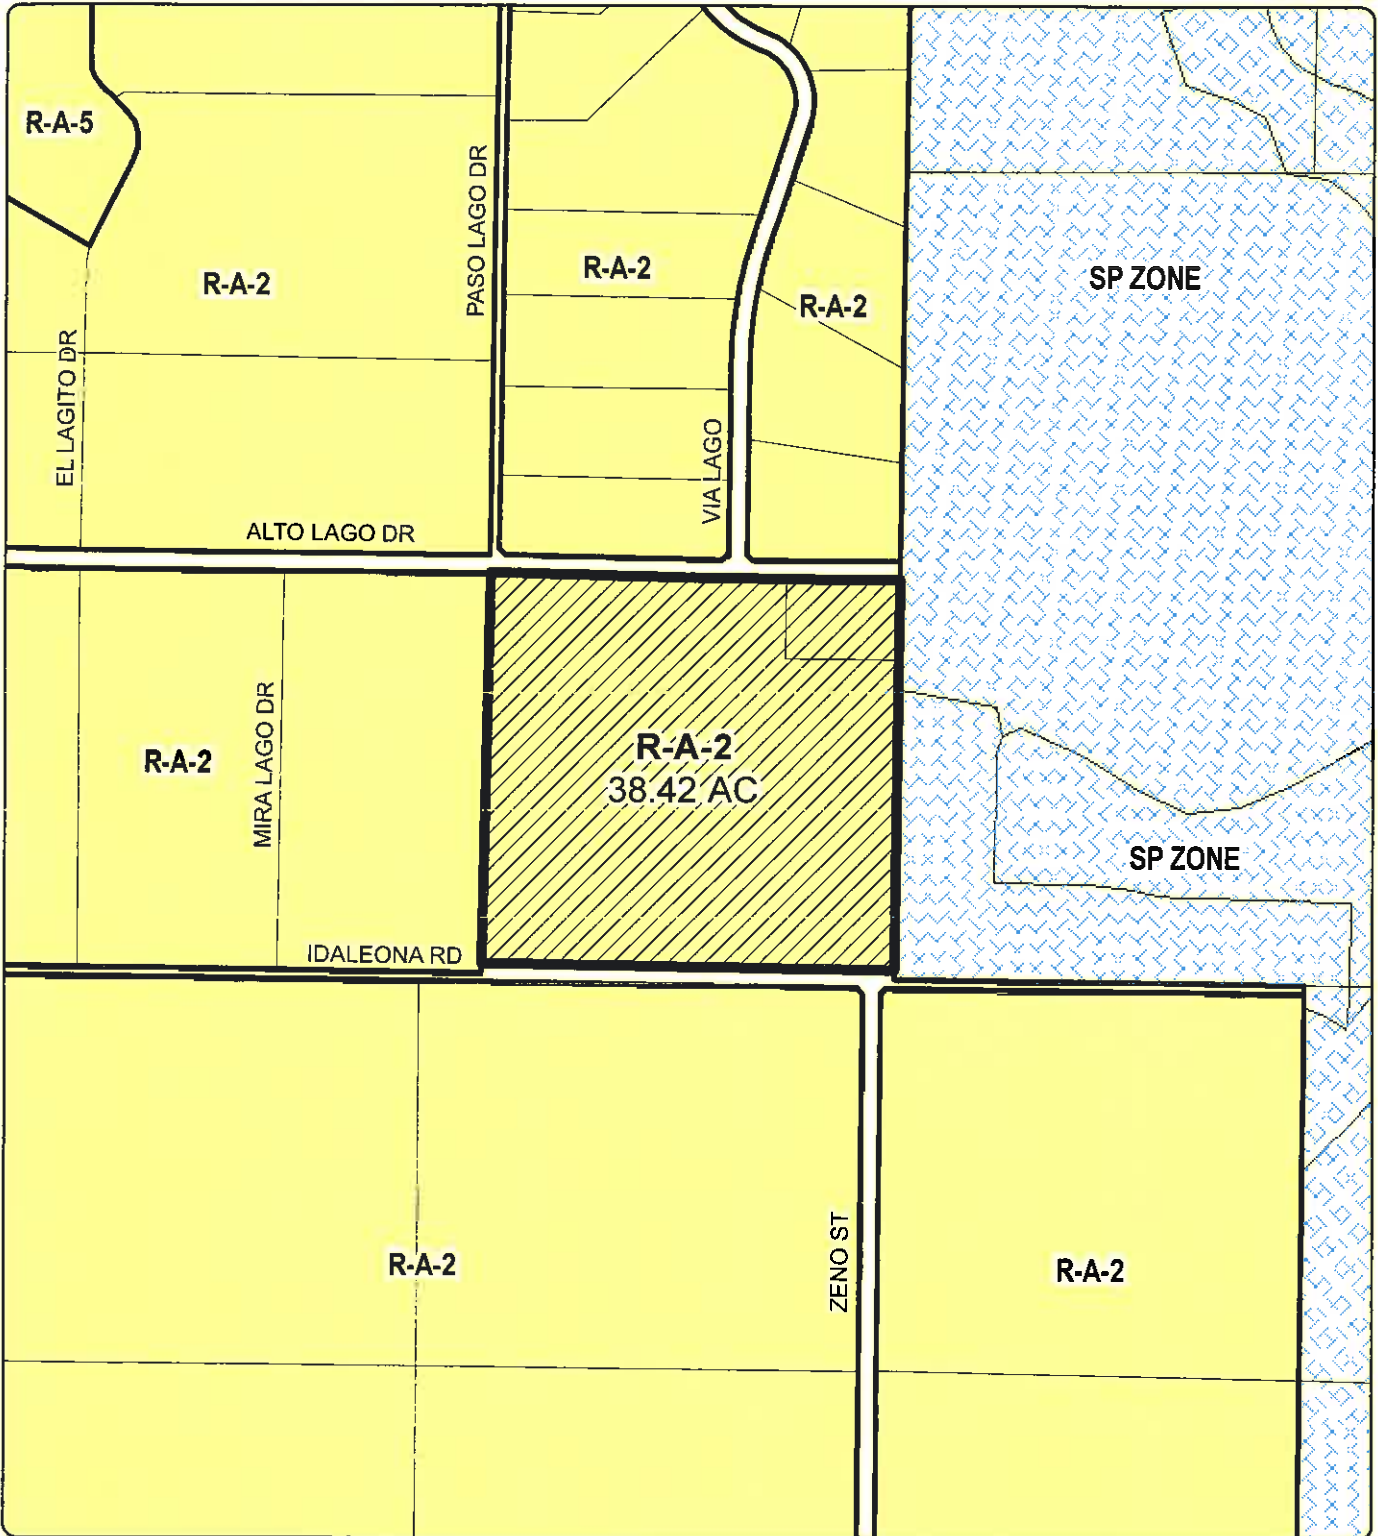 R-A-5
PASO LAGO DR
R-A-2
R-A-2
R-A-2
SP ZONE
EL LAGITO DR
VIA LAGO
ALTO LAGO DR
R-A-2
MIRA LAGO DR
R-A-2
38.42 AC
SP ZONE
IDALEONA RD
R-A-2
ZENO ST
R-A-2